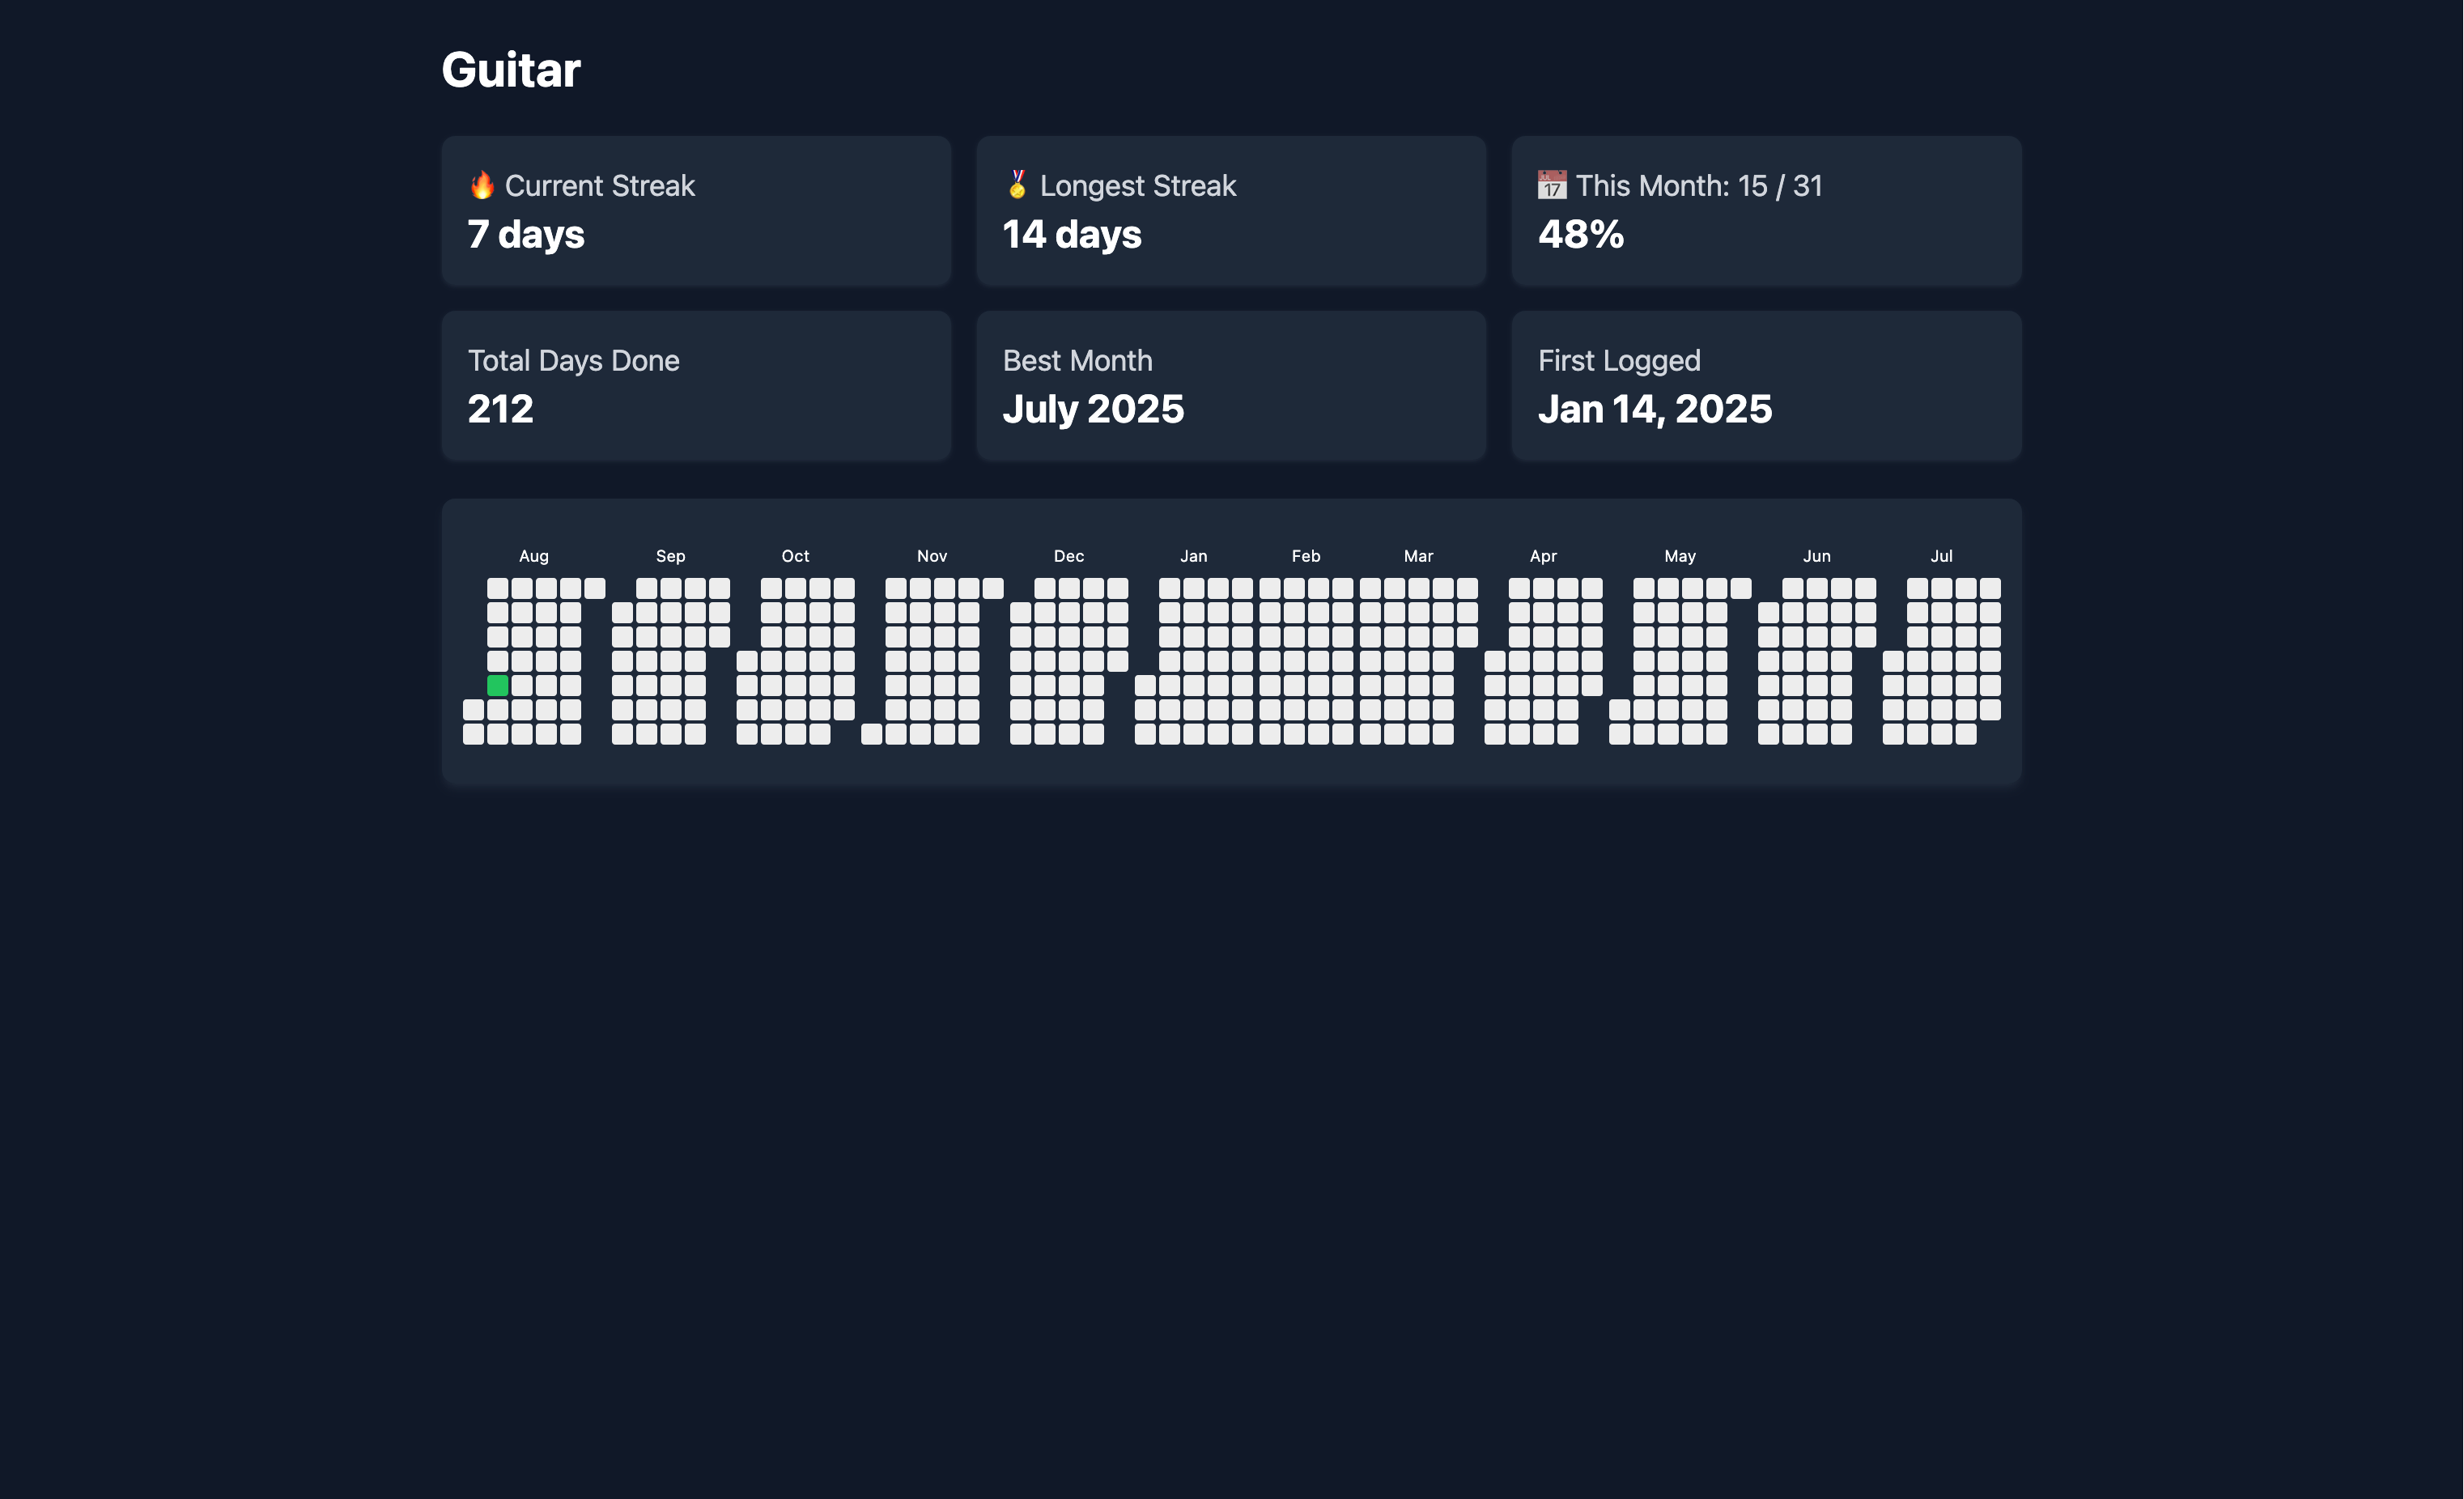 Guitar
🔥 Current Streak
7 days
🏅 Longest Streak
14 days
📅 This Month: 15 / 31
48%
Total Days Done
212
Best Month
July 2025
First Logged
Jan 14, 2025
Aug Sep Oct Nov Dec Jan Feb Mar Apr May Jun Jul